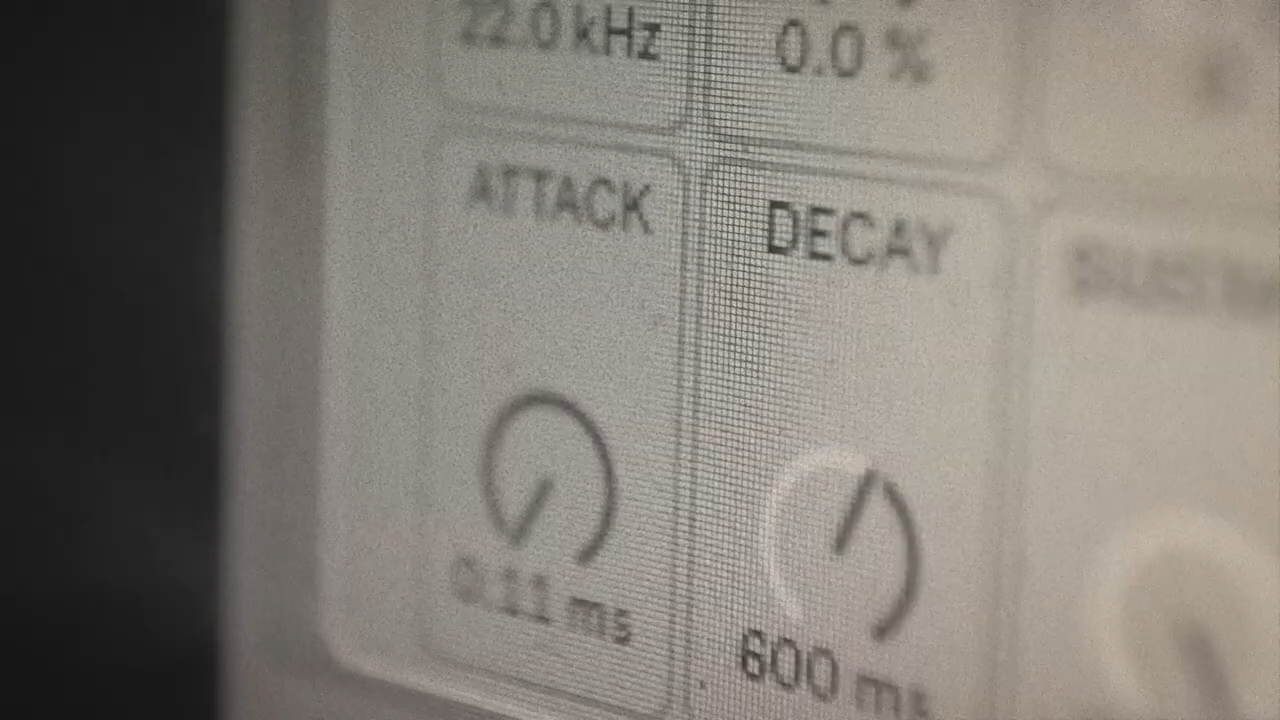 22.0 kHz
0.0 %
ATTACK
DECAY
0.11 ms
600 ms